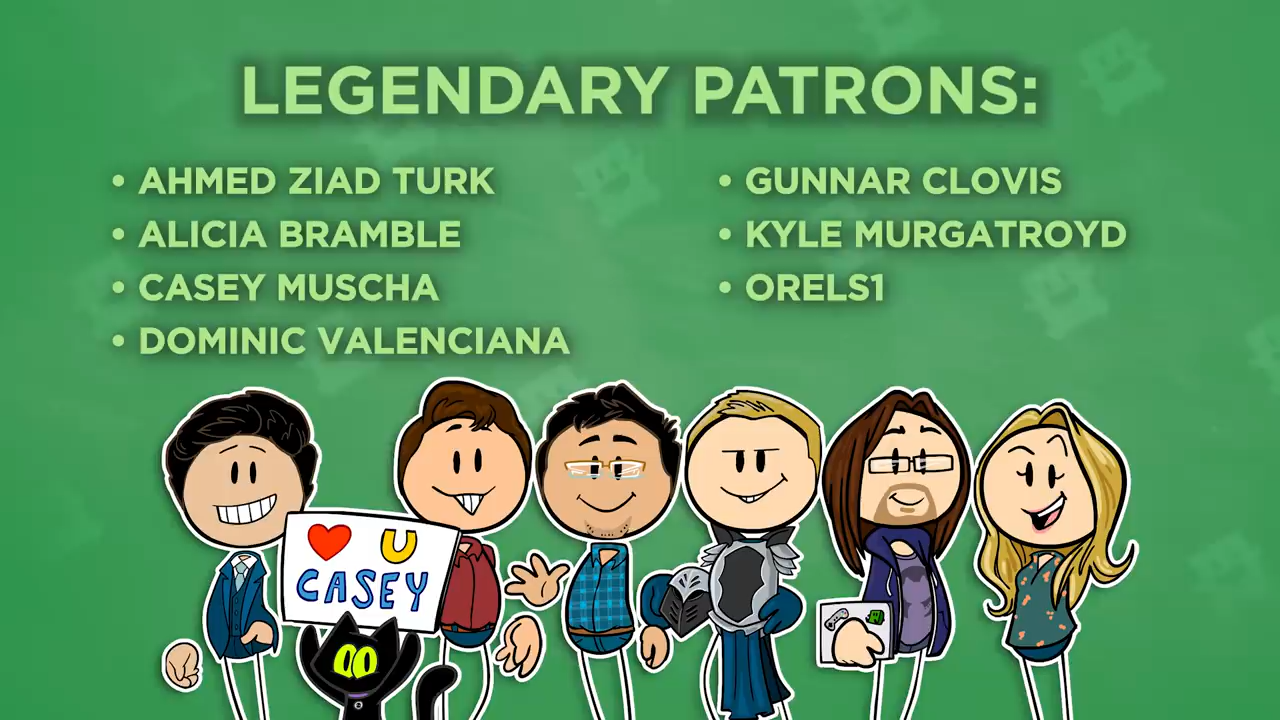 LEGENDARY PATRONS:
• AHMED ZIAD TURK
• ALICIA BRAMBLE
• CASEY MUSCHA
• DOMINIC VALENCIANA
• GUNNAR CLOVIS
• KYLE MURGATROYD
• ORELS1
❤ U
CASEY